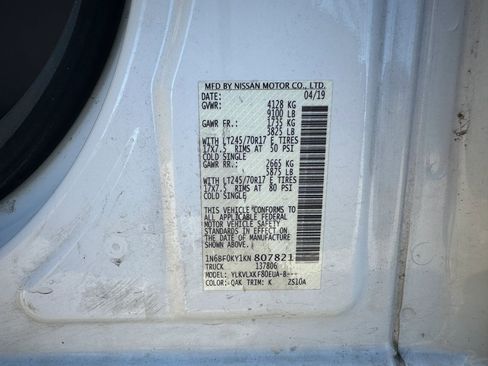 MFD BY NISSAN MOTOR CO., LTD.
DATE: 04/19
GVWR: 4128 KG
9100 LB
GAWR FR.: 1735 KG
3825 LB
WITH LT245/70R17 E TIRES
17x7.5 RIMS AT 50 PSI
COLD SINGLE
GAWR RR: 2665 KG
5875 LB
WITH LT245/70R17 E TIRES
17x7.5 RIMS AT 80 PSI
COLD SINGLE
THIS VEHICLE CONFORMS TO
ALL APPLICABLE FEDERAL
MOTOR VEHICLE SAFETY
STANDARDS IN EFFECT ON
THE DATE OF MANUFACTURE
SHOWN ABOVE.
1N6BF0KY1KN 807821
TRUCK 137806
MODEL: YLKVLXKF80EUA-8---
COLOR: QAK TRIM: K 2S10A